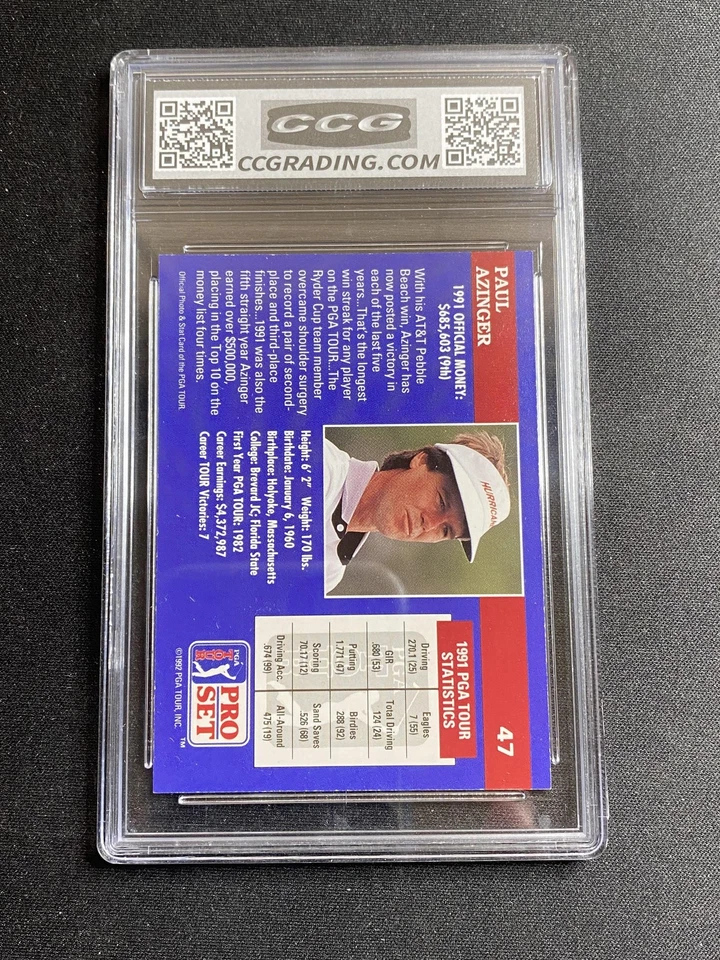 CCG
CCGRADING.COM
PAUL
AZINGER
47
1991 OFFICIAL MONEY:
$685,603 (9th)
With his AT&T Pebble
Beach win, Azinger has
now posted a victory in
each of the last five
years...That's the longest
win streak for any player
on the PGA TOUR...The
Ryder Cup team member
overcame shoulder surgery
to record a pair of second-
place and third-place
finishes...1991 was also the
fifth straight year Azinger
earned over $500,000,
placing in the Top 10 on the
money list four times.
Official Photo & Stat Card of the PGA TOUR.
HURRICAN
Height: 6' 2" Weight: 170 lbs.
Birthdate: January 6, 1960
Birthplace: Holyoke, Massachusetts
College: Brevard JC; Florida State
First Year PGA TOUR: 1982
Career Earnings: $4,372,987
Career TOUR Victories: 7
1991 PGA TOUR
STATISTICS
Driving Eagles
270.1 (25) 7 (55)
GIR Total Driving
.680 (53) 124 (24)
Putting Birdies
1.771 (47) 288 (92)
Scoring Sand Saves
70.17 (12) .526 (68)
Driving Acc. All-Around
.674 (99) 475 (19)
PGA
TOUR
PRO
SET
TM
©1992 PGA TOUR, INC.